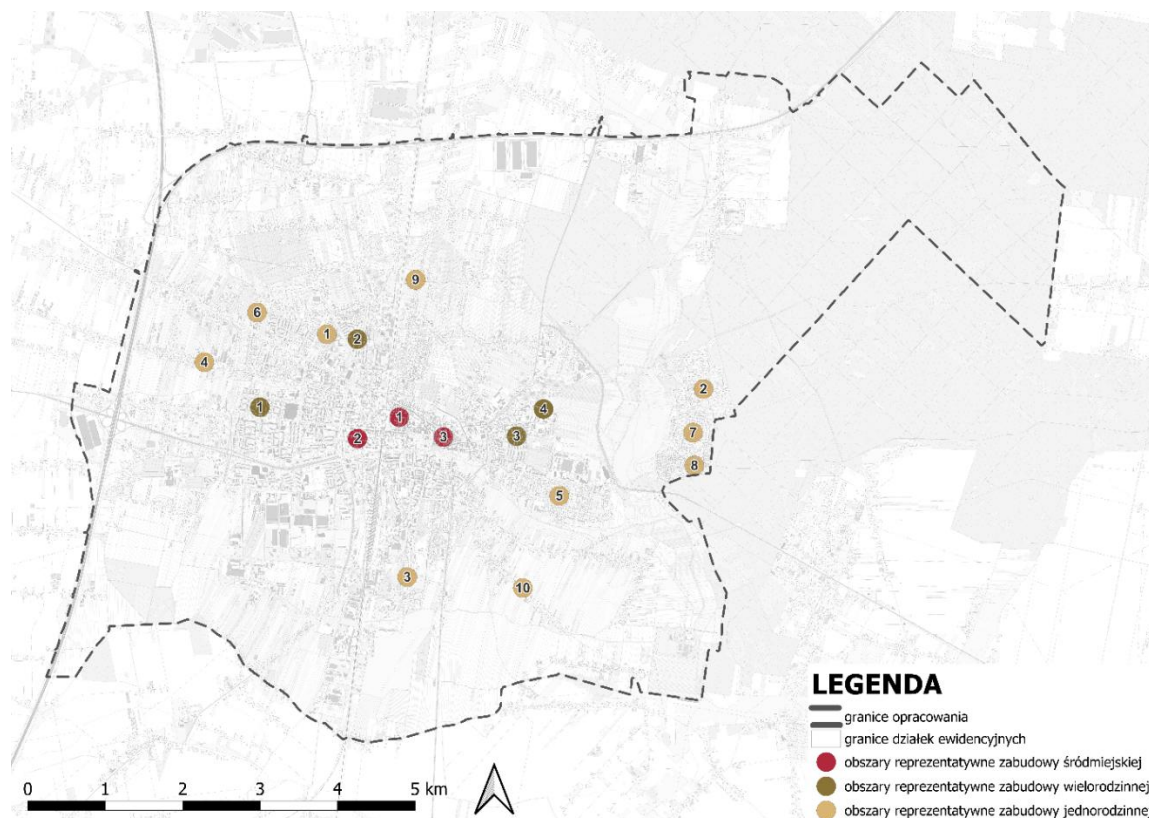 9
6
1
2
4
2
1
4
1
3
3
7
2
8
5
3
10
LEGENDA
granice opracowania
granice działek ewidencyjnych
obszary reprezentatywne zabudowy śródmiejskiej
obszary reprezentatywne zabudowy wielorodzinnej
obszary reprezentatywne zabudowy jednorodzinnej
0 1 2 3 4 5 km